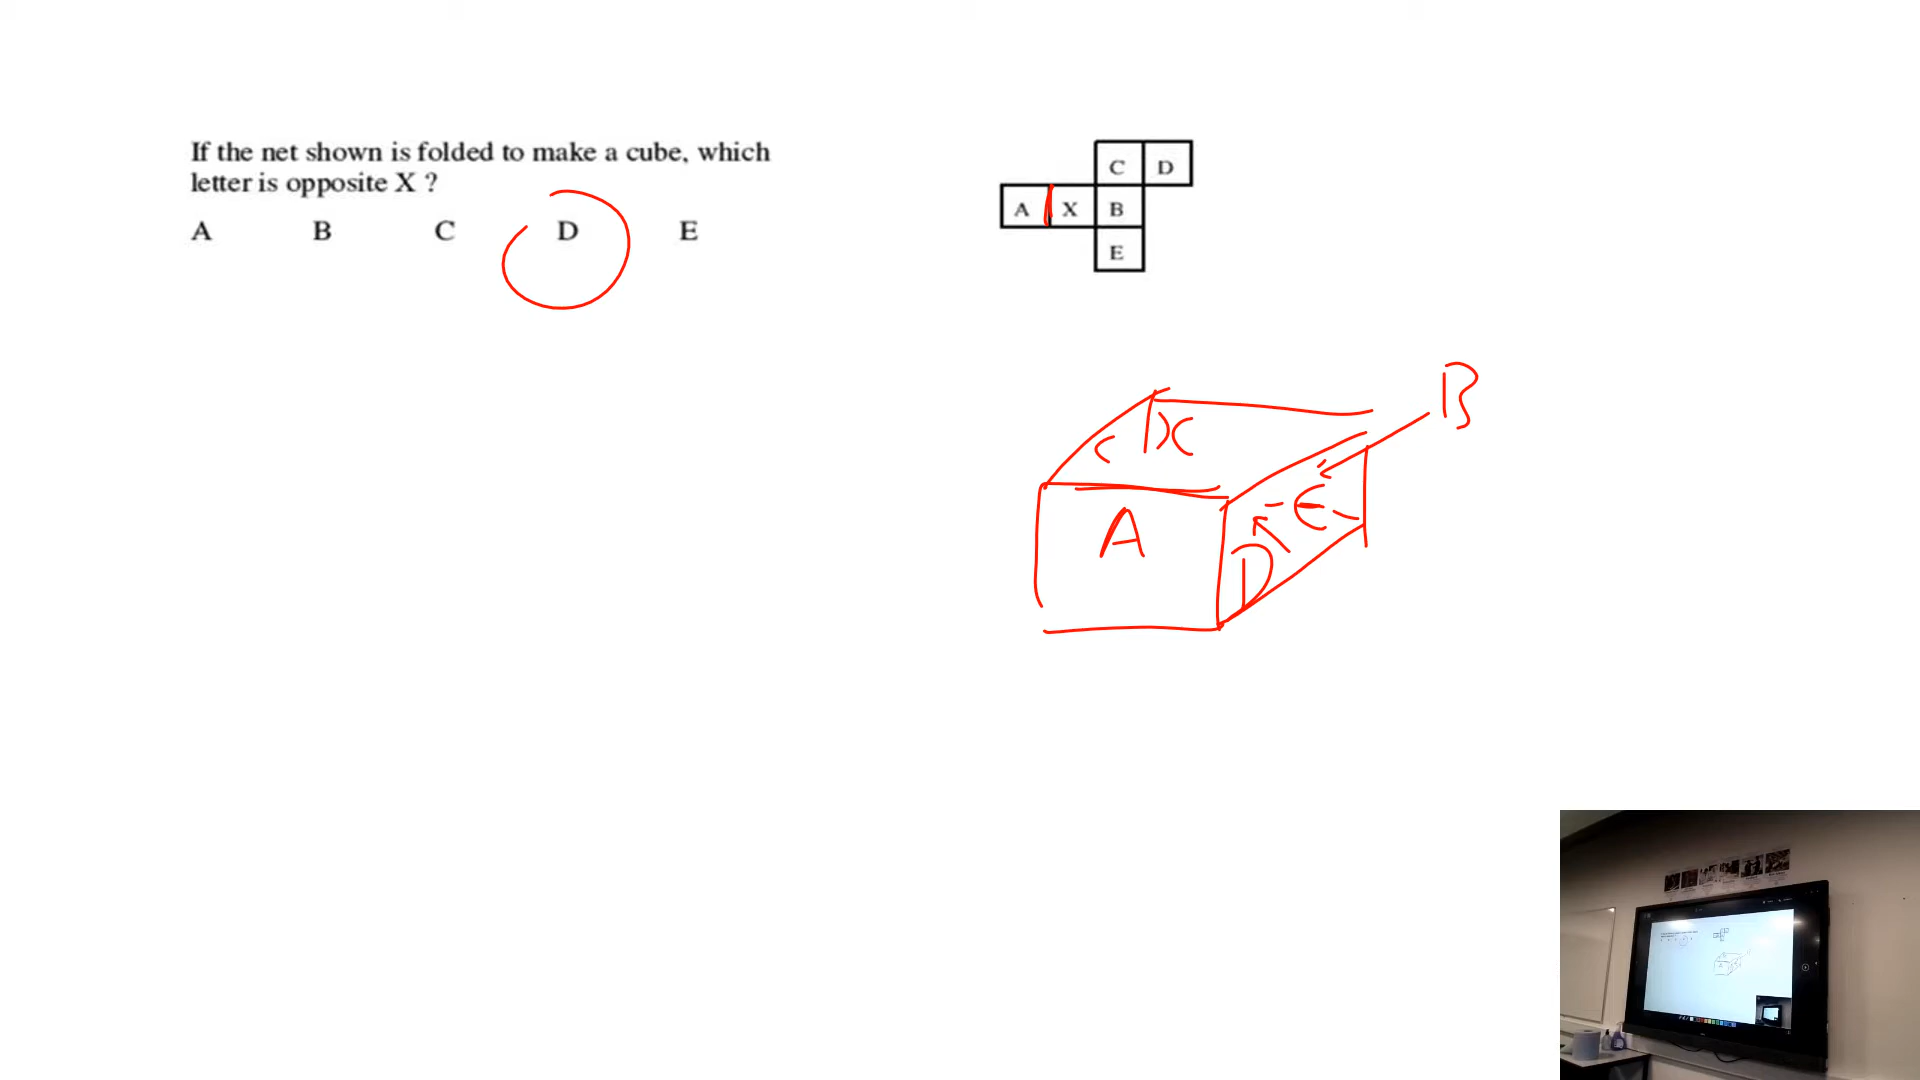 If the net shown is folded to make a cube, which
letter is opposite X ?
A B C D E
C D
A X B
E
B
C X
E
A
D